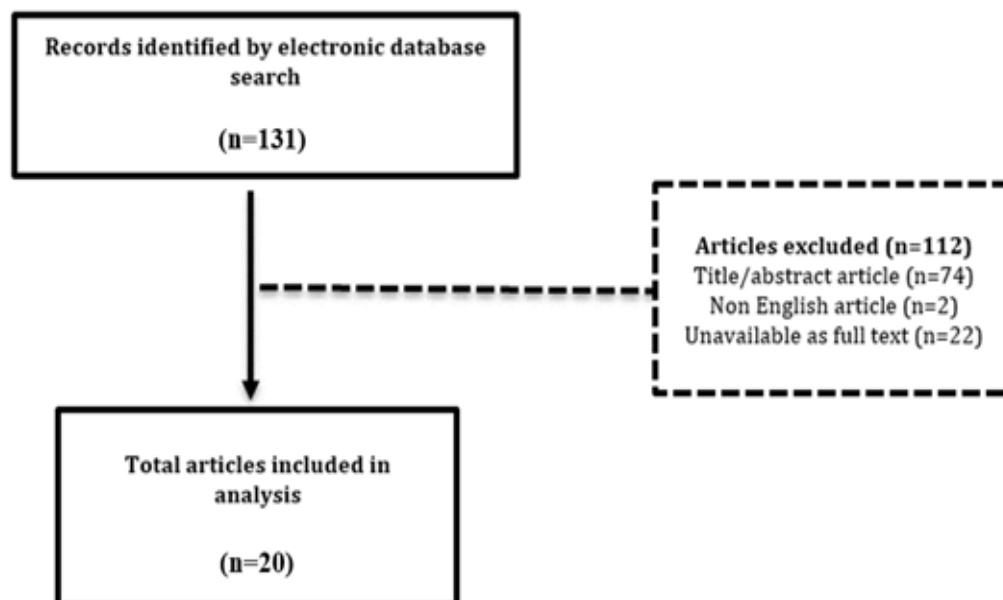 Records identified by electronic database
search
(n=131)
Articles excluded (n=112)
Title/abstract article (n=74)
Non English article (n=2)
Unavailable as full text (n=22)
Total articles included in
analysis
(n=20)